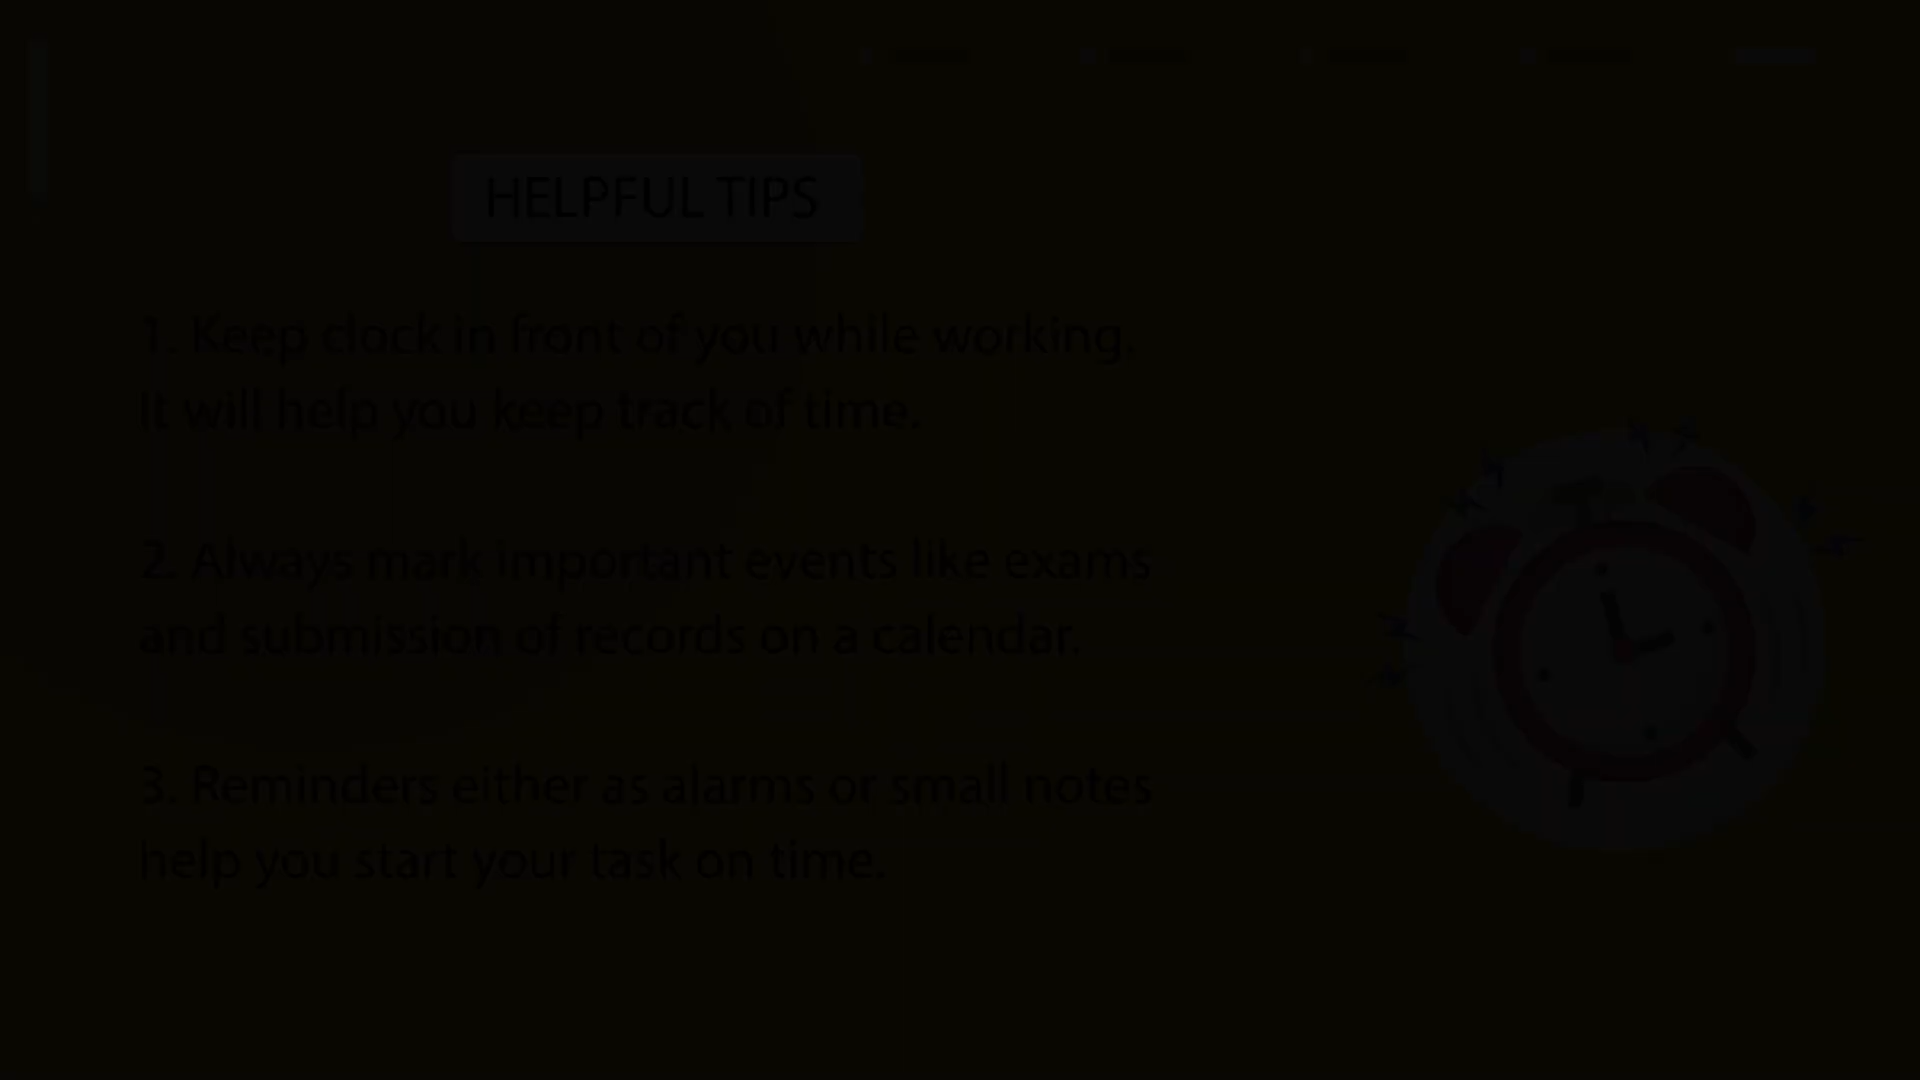 HELPFUL TIPS
1. Keep clock in front of you while working.
It will help you keep track of time.
2. Always mark important events like exams
and submission of records on a calendar.
3. Reminders either as alarms or small notes
help you start your task on time.